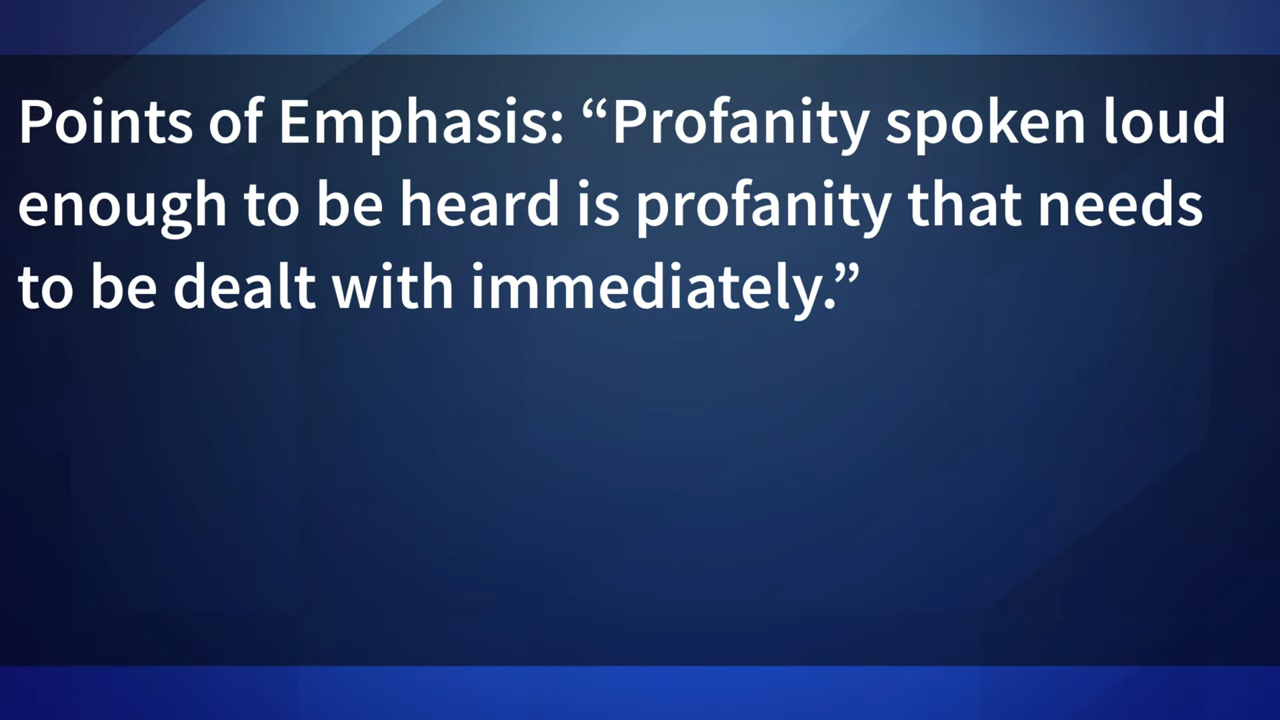 Points of Emphasis: “Profanity spoken loud
enough to be heard is profanity that needs
to be dealt with immediately.”